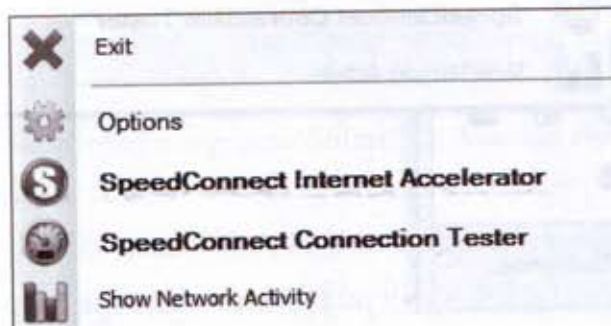 Exit
Options
SpeedConnect Internet Accelerator
SpeedConnect Connection Tester
Show Network Activity